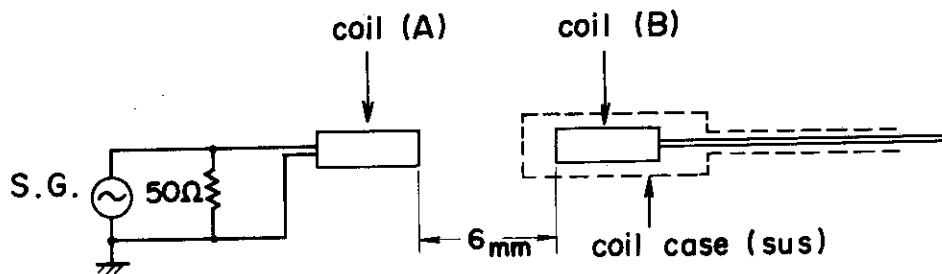 coil (A)
coil (B)
S.G.
50Ω
6mm
coil case (sus)